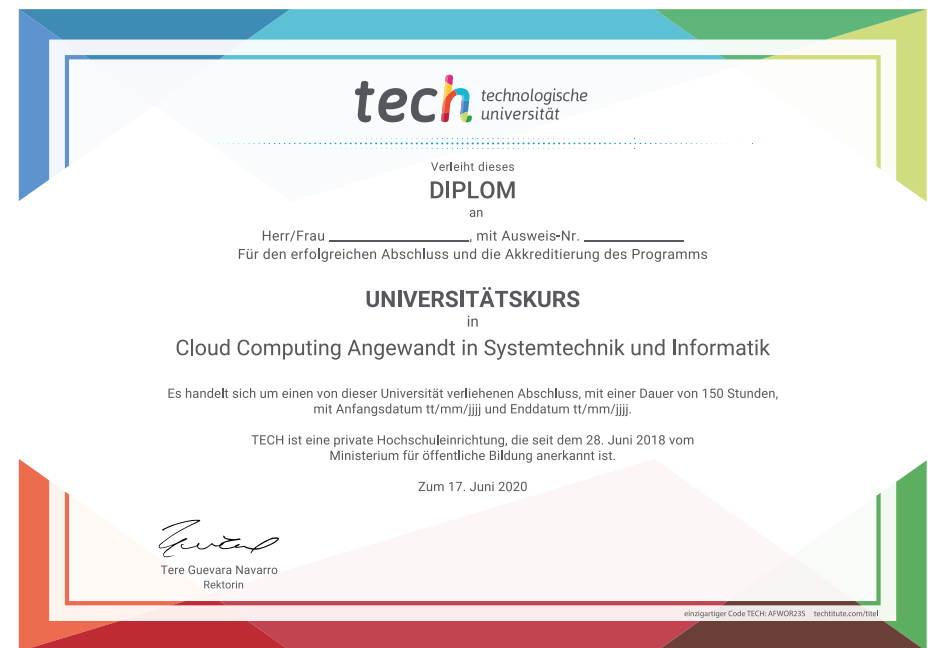 tech technologische
universität
Verleiht dieses
DIPLOM
an
Herr/Frau ____________________, mit Ausweis-Nr. ______________
Für den erfolgreichen Abschluss und die Akkreditierung des Programms
UNIVERSITÄTSKURS
in
Cloud Computing Angewandt in Systemtechnik und Informatik
Es handelt sich um einen von dieser Universität verliehenen Abschluss, mit einer Dauer von 150 Stunden,
mit Anfangsdatum tt/mm/jjjj und Enddatum tt/mm/jjjj.
TECH ist eine private Hochschuleinrichtung, die seit dem 28. Juni 2018 vom
Ministerium für öffentliche Bildung anerkannt ist.
Zum 17. Juni 2020
Tere Guevara Navarro
Rektorin
einzigartiger Code TECH: AFWOR23S techtitute.com/titel